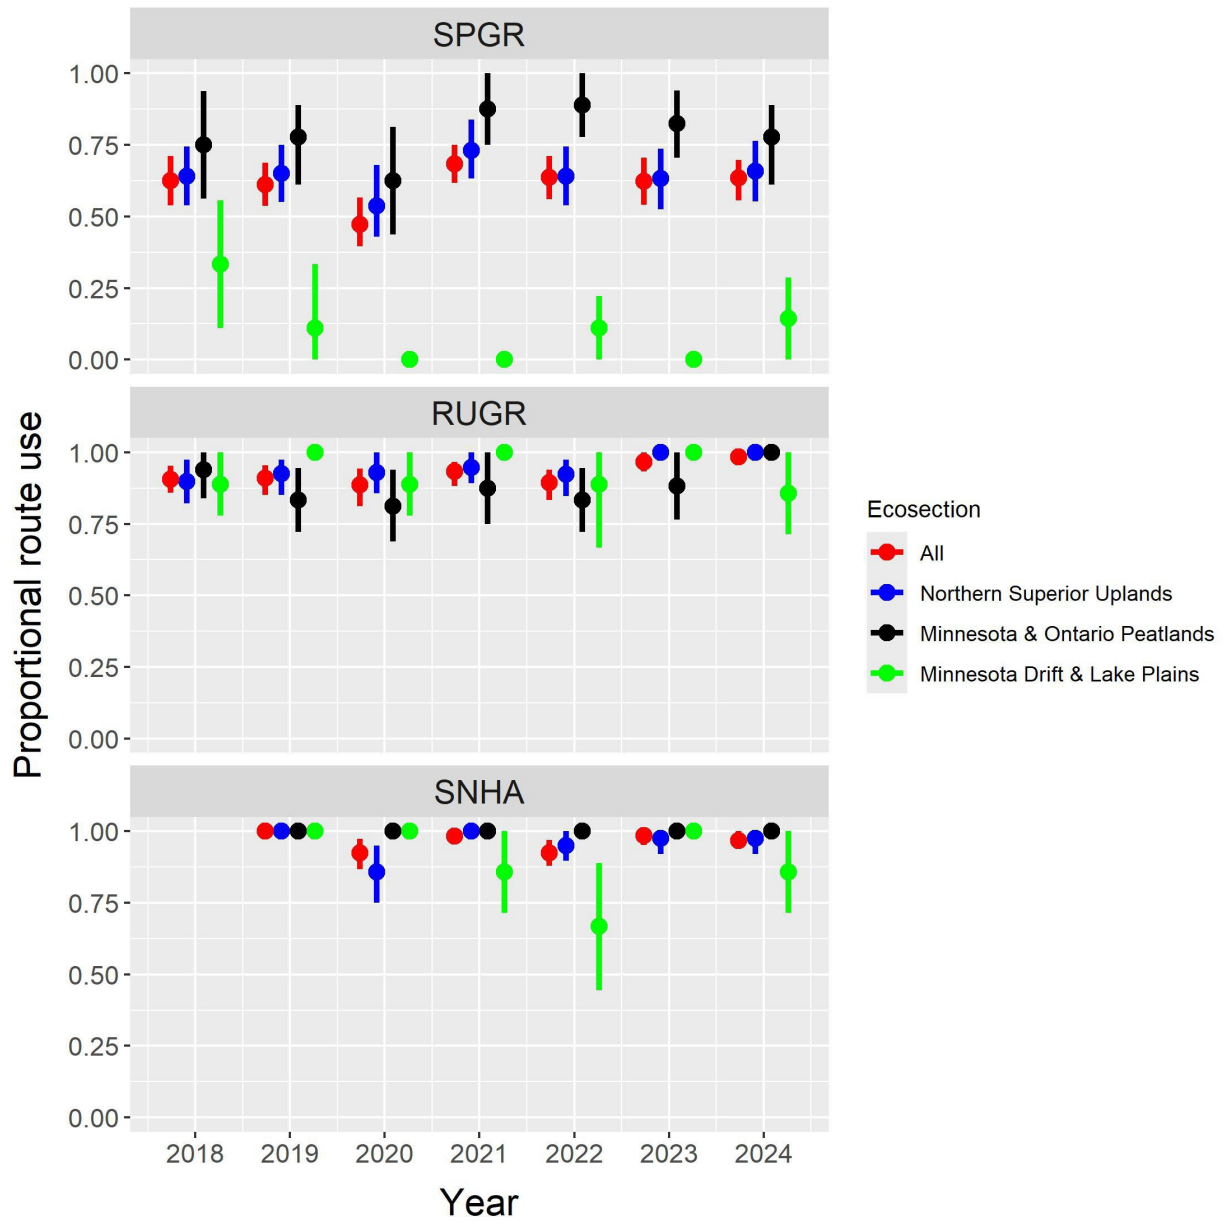 SPGR
1.00
0.75
0.50
0.25
0.00
RUGR
1.00
0.75
0.50
0.25
0.00
SNHA
1.00
0.75
0.50
0.25
0.00
2018 2019 2020 2021 2022 2023 2024
Year
Proportional route use
Ecosection
All
Northern Superior Uplands
Minnesota & Ontario Peatlands
Minnesota Drift & Lake Plains